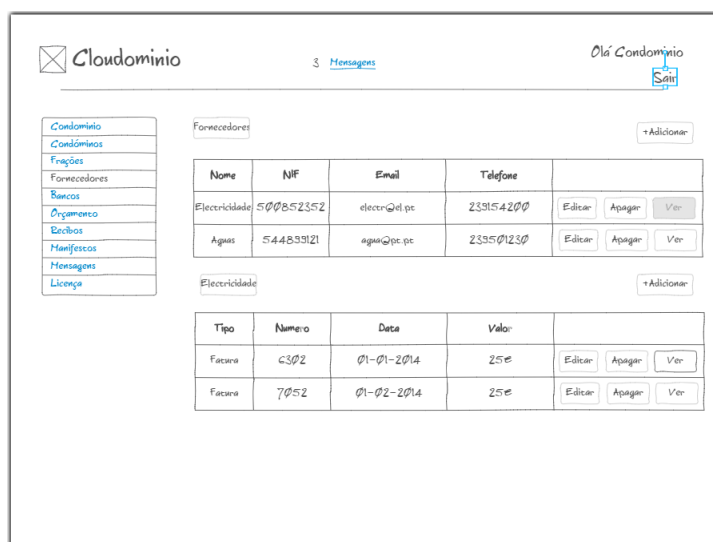 Cloudominio
3 Mensagens
Olá Condominio
Sair
Condominio
Condóminos
Frações
Fornecedores
Bancos
Orçamento
Recibos
Manifestos
Mensagens
Licença
Fornecedores
+Adicionar
Nome NIF Email Telefone
Electricidade 500852352 electr@el.pt 239154200 Editar Apagar Ver
Aguas 544899121 agua@pt.pt 239501230 Editar Apagar Ver
Electricidade
+Adicionar
Tipo Numero Data Valor
Fatura 6302 01-01-2014 25€ Editar Apagar Ver
Fatura 7052 01-02-2014 25€ Editar Apagar Ver